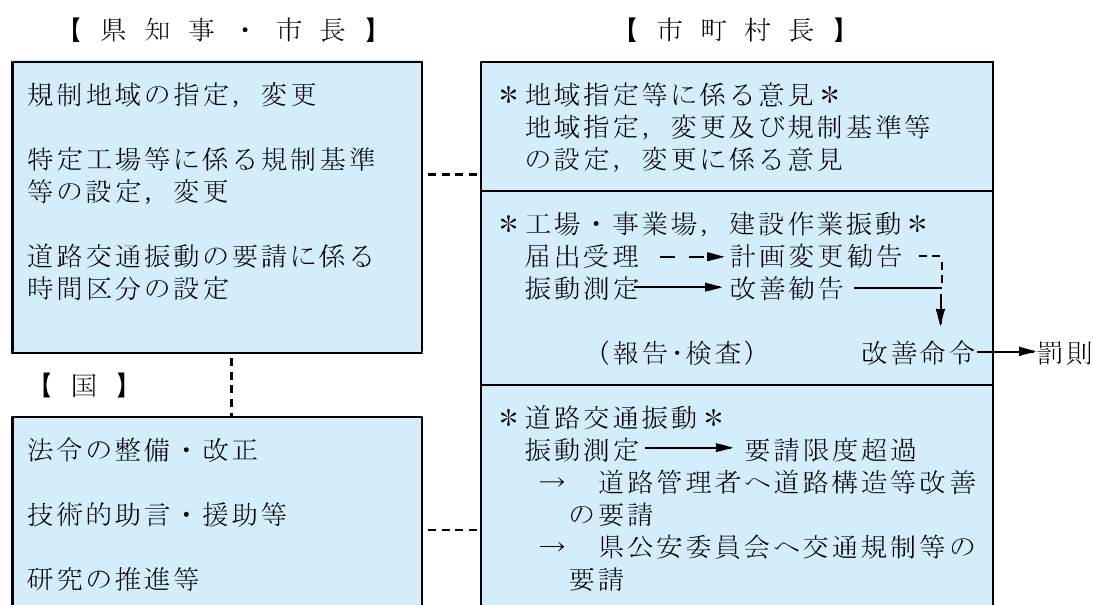 【県知事・市長】
規制地域の指定，変更
特定工場等に係る規制基準
等の設定，変更
道路交通振動の要請に係る
時間区分の設定
【国】
法令の整備・改正
技術的助言・援助等
研究の推進等
【市町村長】
＊地域指定等に係る意見＊
地域指定，変更及び規制基準等
の設定，変更に係る意見
＊工場・事業場，建設作業振動＊
届出受理 計画変更勧告
振動測定 改善勧告
（報告・検査） 改善命令 罰則
＊道路交通振動＊
振動測定 要請限度超過
→ 道路管理者へ道路構造等改善
の要請
→ 県公安委員会へ交通規制等の
要請